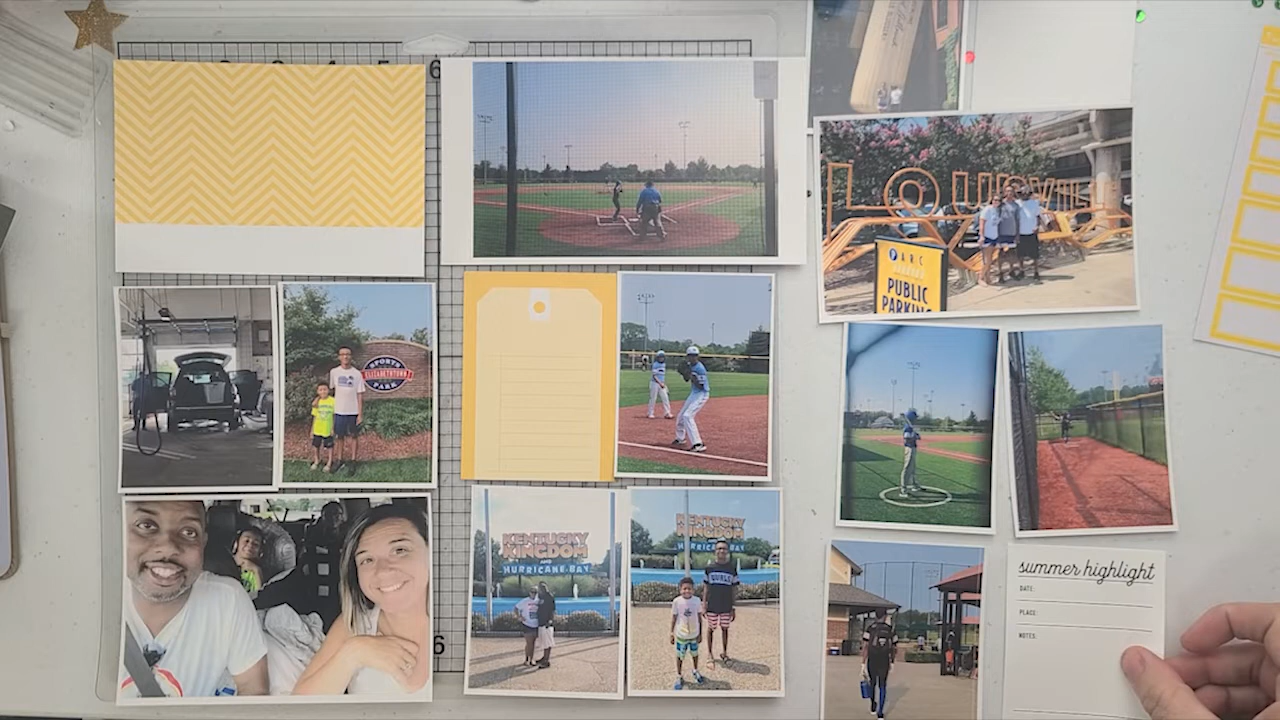 6
LOUISVILLE
PARC
PUBLIC
PARKING
SPORTS
ELIZABETHTOWN
PARK
KENTUCKY
KINGDOM
AND
HURRICANE BAY
KENTUCKY
KINGDOM
HURRICANE BAY
summer highlight
DATE:
PLACE:
NOTES:
6